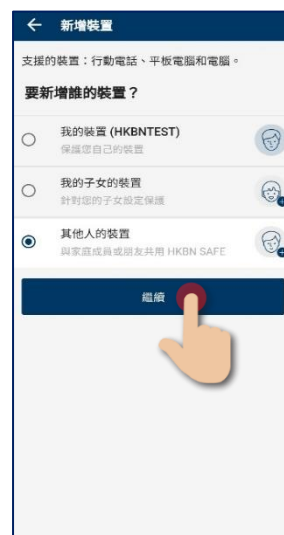 新增裝置
支援的裝置：行動電話、平板電腦和電腦。
要新增誰的裝置？
我的裝置 (HKBNTEST)
保護您自己的裝置
我的子女的裝置
針對您的子女設定保護
其他人的裝置
與家庭成員或朋友共用 HKBN SAFE
繼續